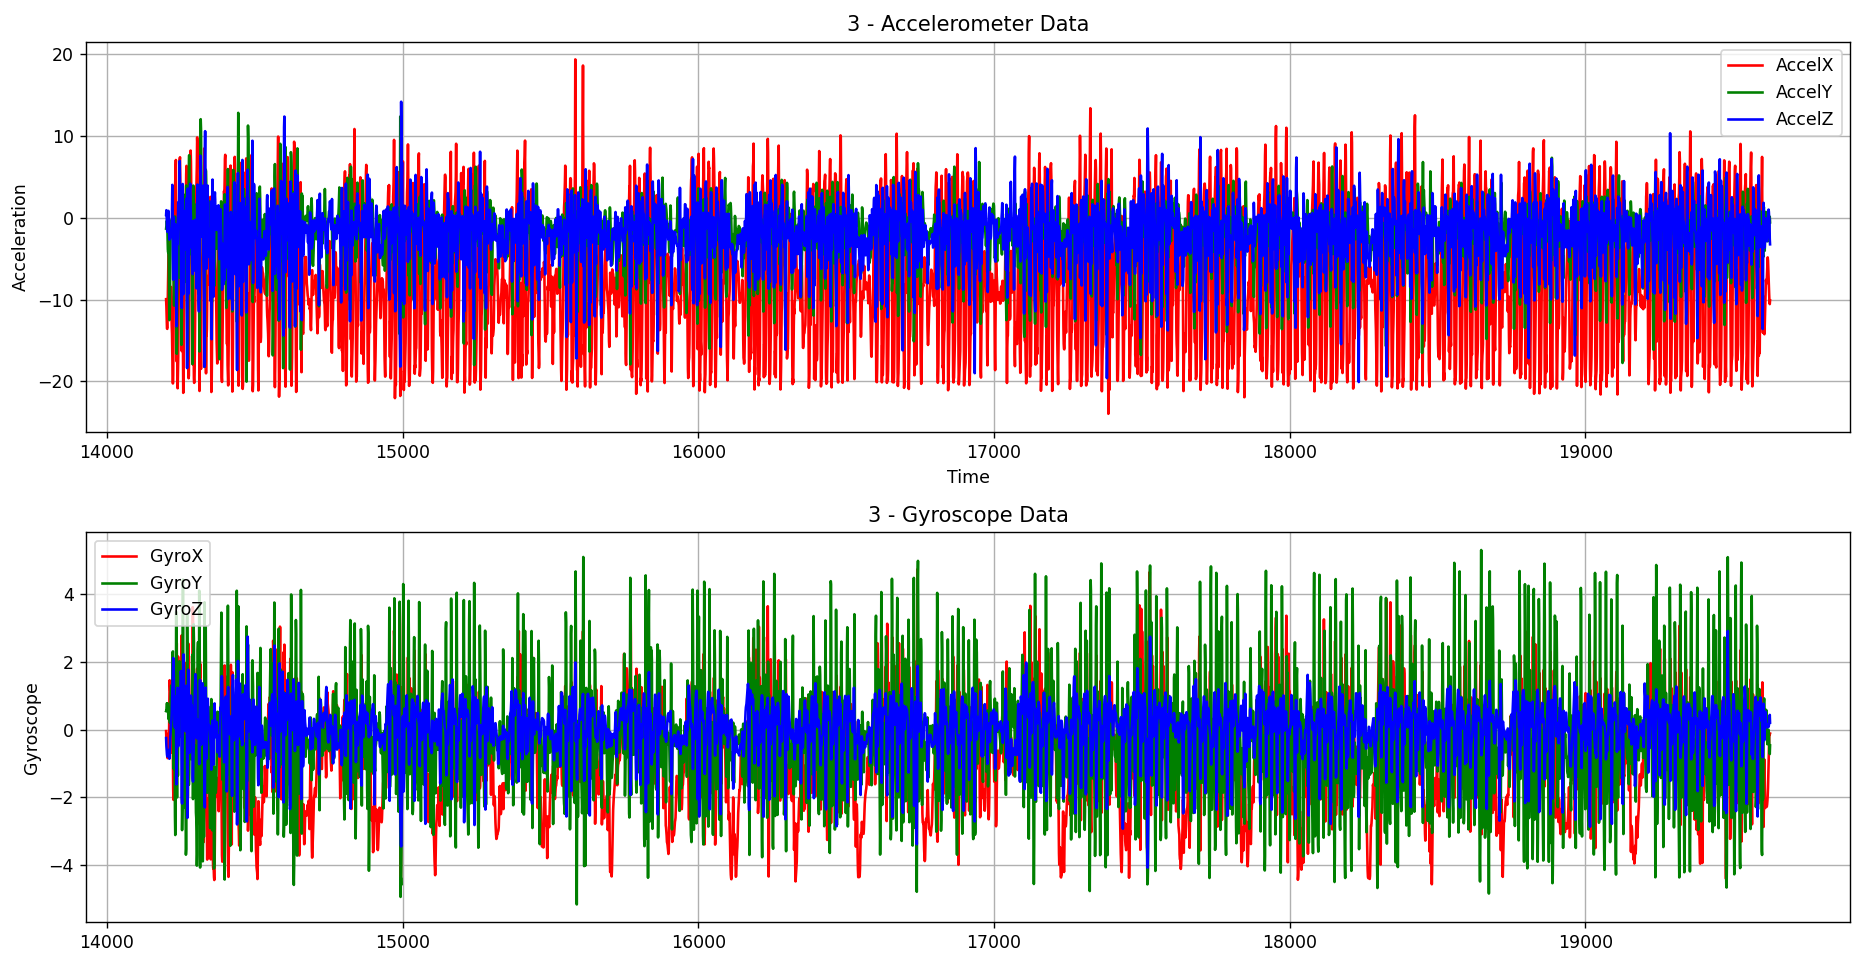 3 - Accelerometer Data
Acceleration
20
10
0
−10
−20
AccelX
AccelY
AccelZ
14000 15000 16000 17000 18000 19000
Time
3 - Gyroscope Data
Gyroscope
4
2
0
−2
−4
GyroX
GyroY
GyroZ
14000 15000 16000 17000 18000 19000